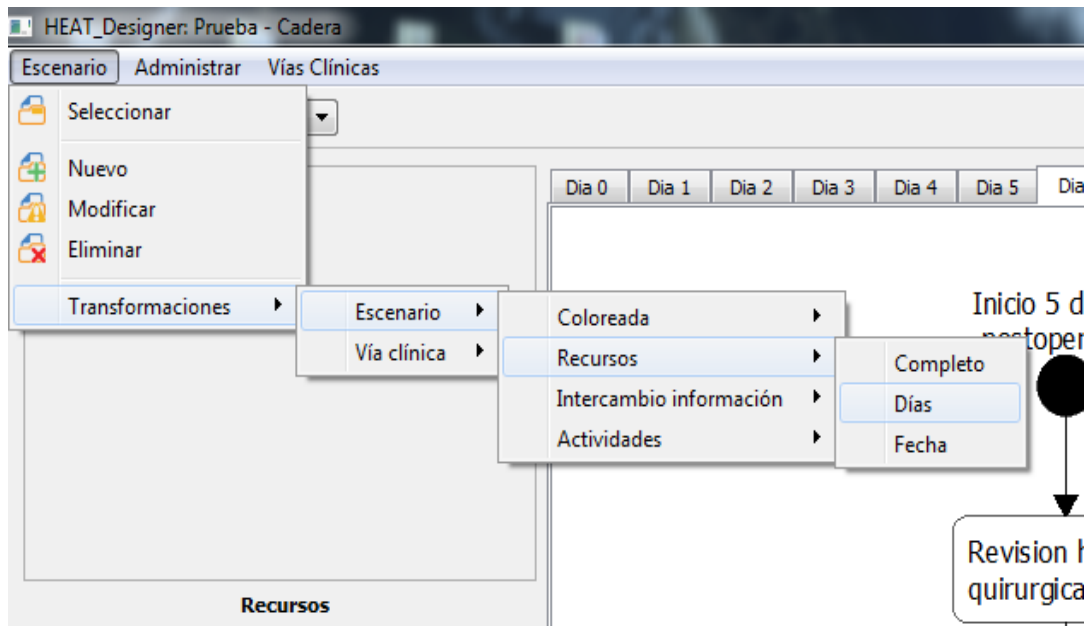 HEAT_Designer: Prueba - Cadera
Escenario Administrar Vías Clínicas
Seleccionar
Nuevo
Modificar
Eliminar
Transformaciones
Escenario
Vía clínica
Coloreada
Recursos
Intercambio información
Actividades
Completo
Días
Fecha
Dia 0 Dia 1 Dia 2 Dia 3 Dia 4 Dia 5 Dia
Inicio 5 d
Revision h
quirurgica
Recursos